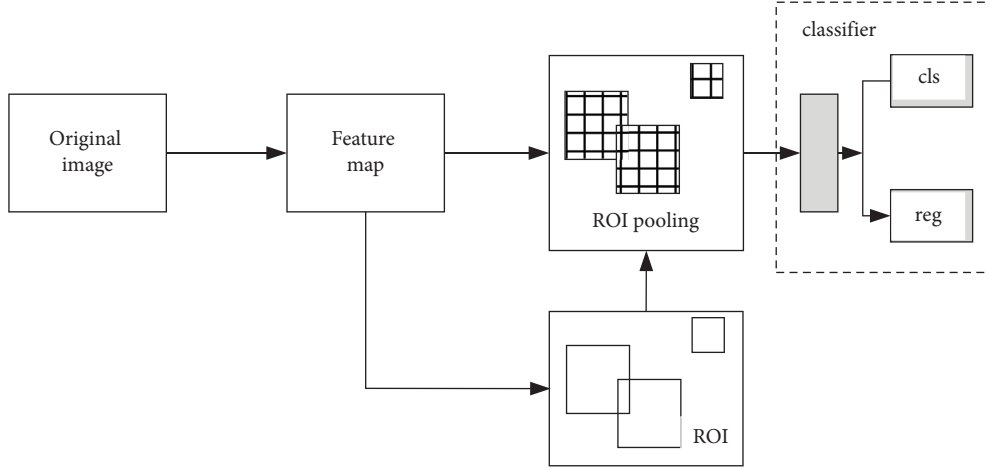 classifier
Original
image
Feature
map
ROI pooling
cls
reg
ROI